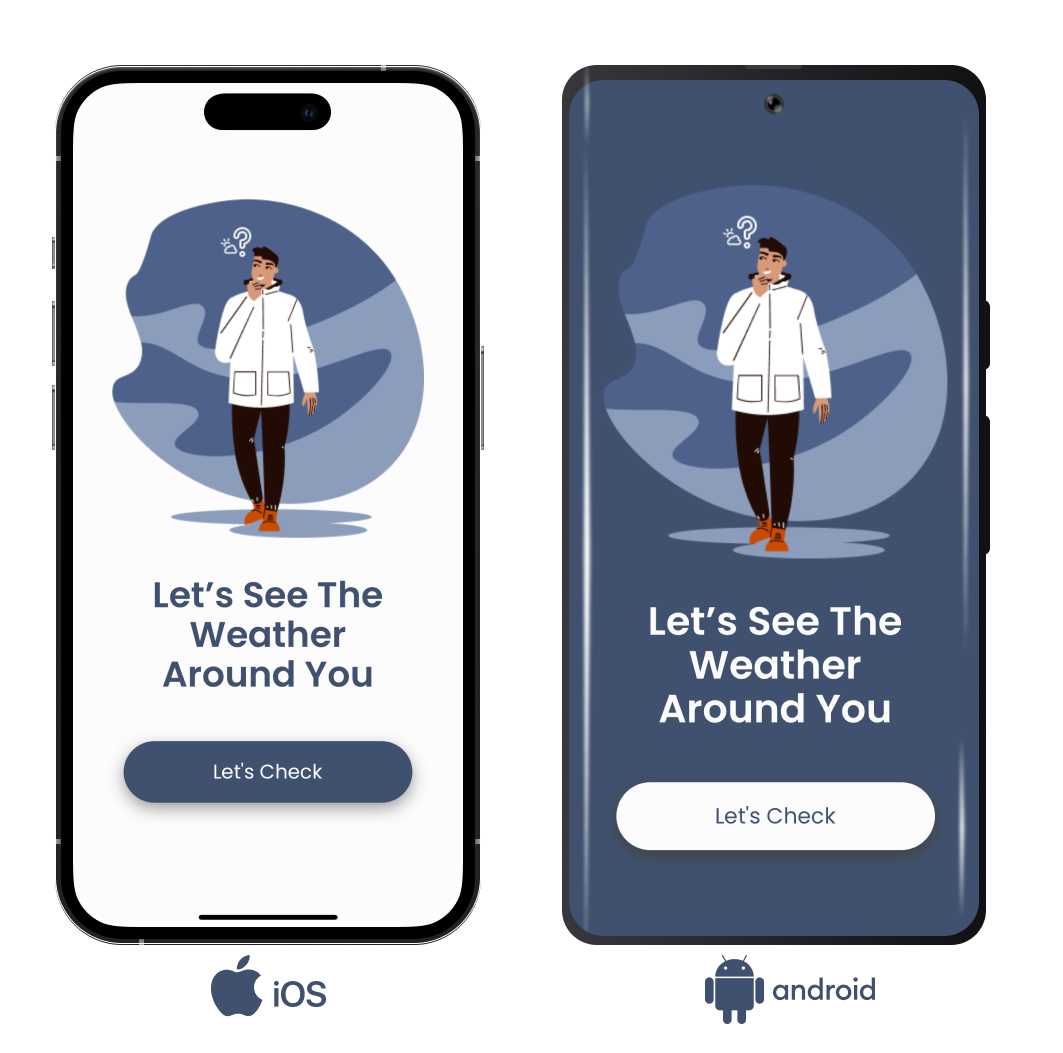 Let’s See The
Weather
Around You
Let's Check
iOS
Let’s See The
Weather
Around You
Let's Check
android